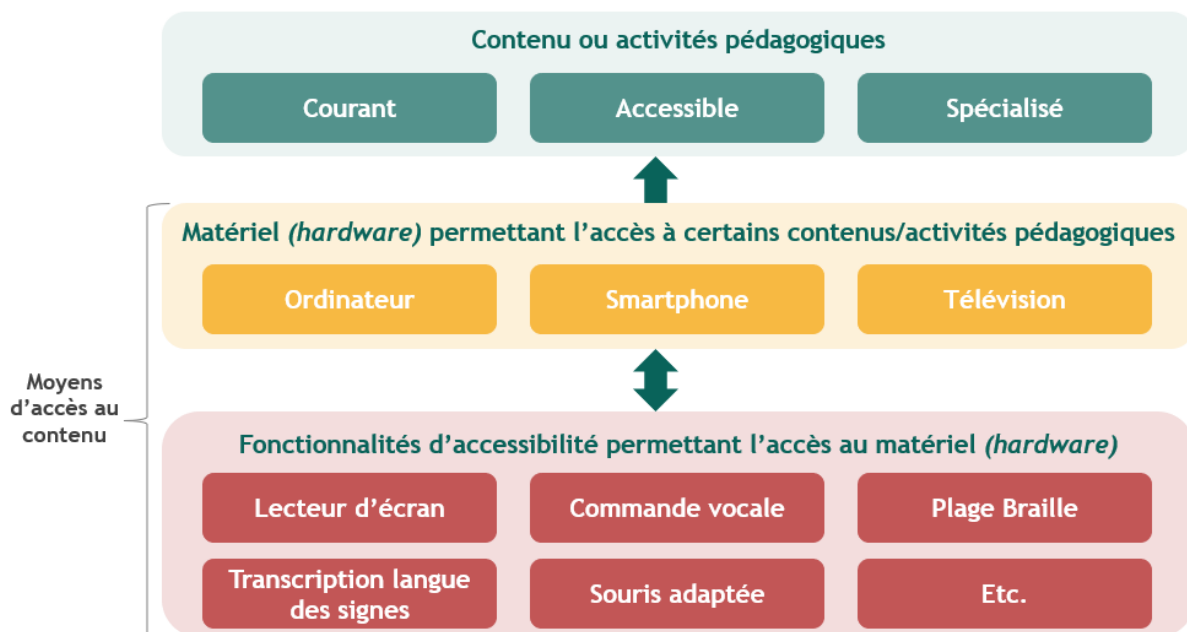 Contenu ou activités pédagogiques
Courant
Accessible
Spécialisé
Matériel (hardware) permettant l’accès à certains contenus/activités pédagogiques
Ordinateur
Smartphone
Télévision
Moyens
d’accès au
contenu
Fonctionnalités d’accessibilité permettant l’accès au matériel (hardware)
Lecteur d’écran
Commande vocale
Plage Braille
Transcription langue
des signes
Souris adaptée
Etc.